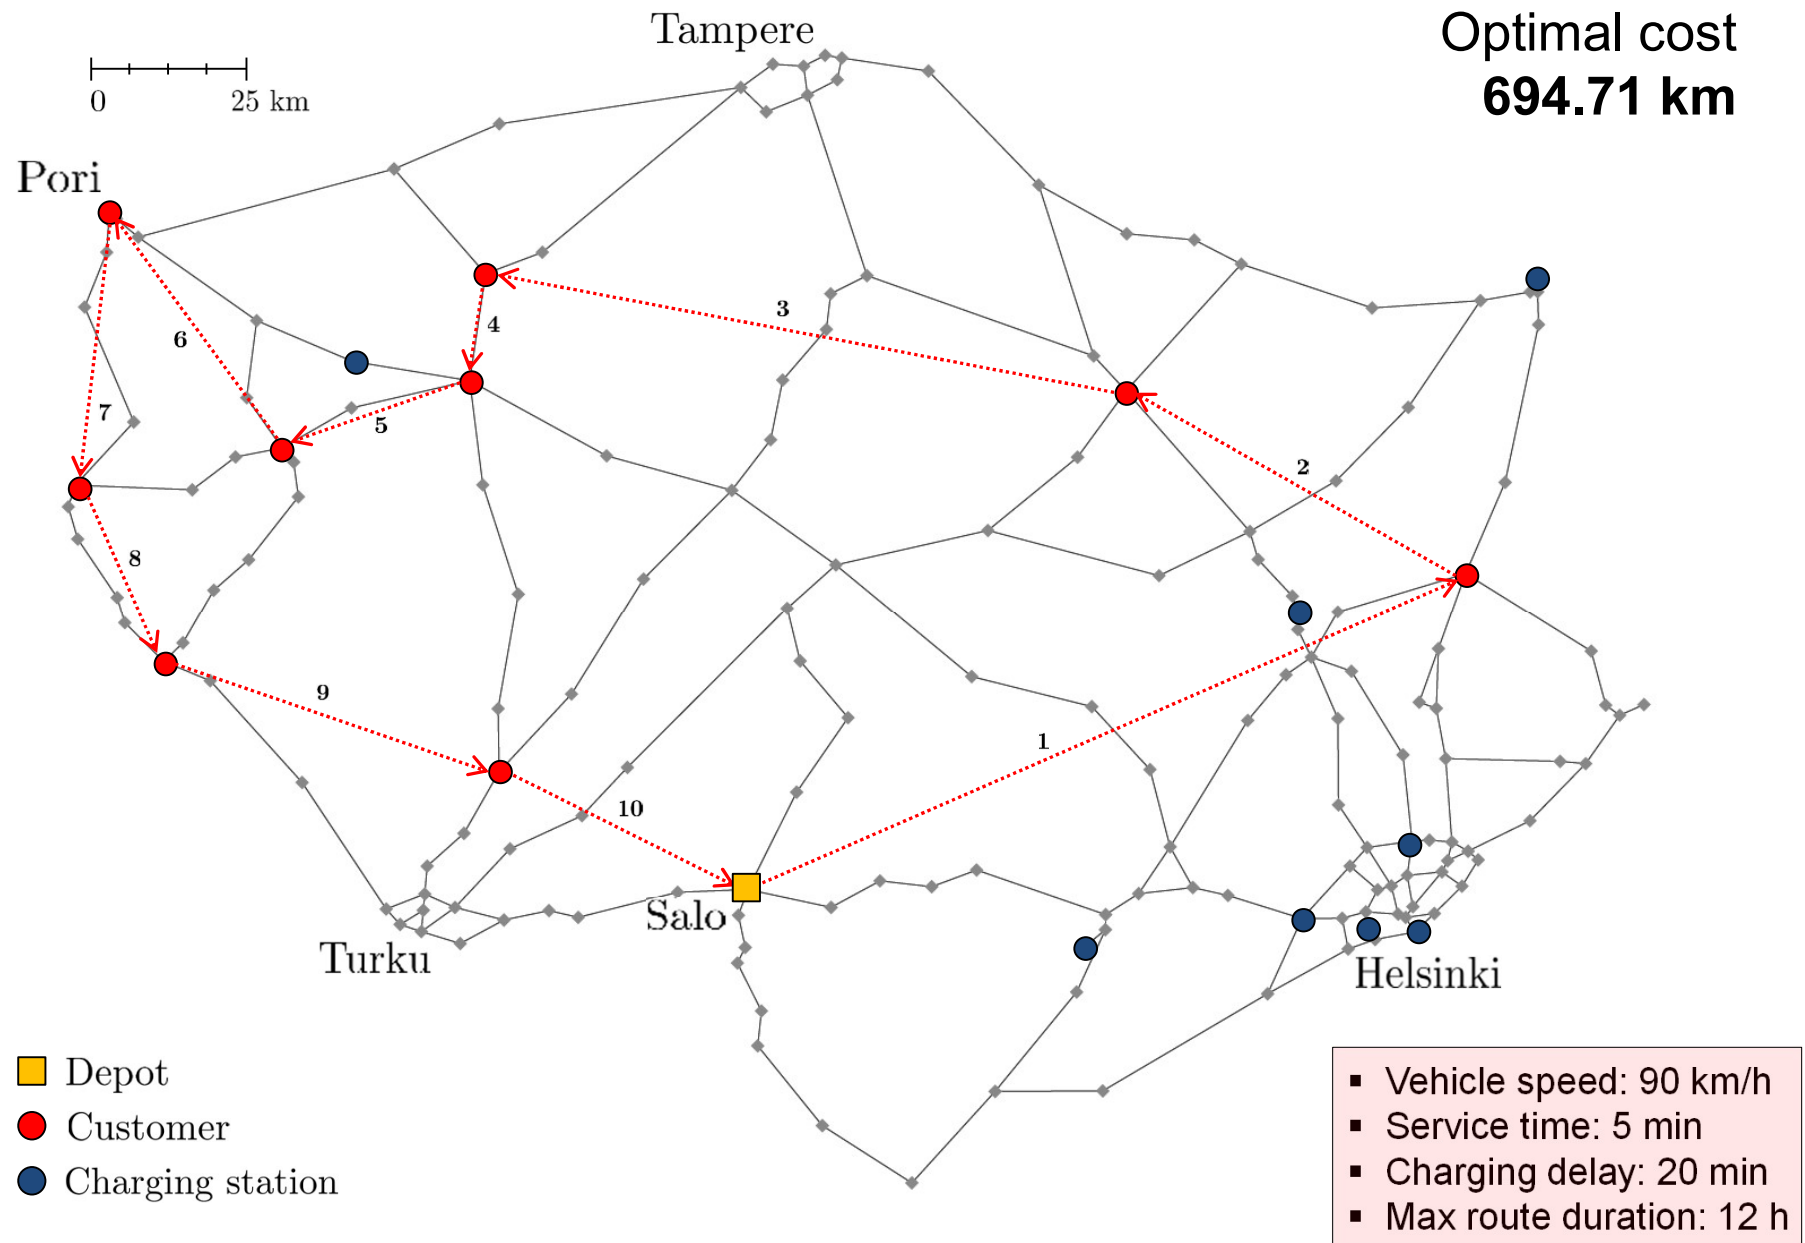 Tampere
Optimal cost
694.71 km
0 25 km
Pori
3
4
6
5
7
2
8
9
1
10
Salo
Turku
Helsinki
Depot
Customer
Charging station
▪ Vehicle speed: 90 km/h
▪ Service time: 5 min
▪ Charging delay: 20 min
▪ Max route duration: 12 h